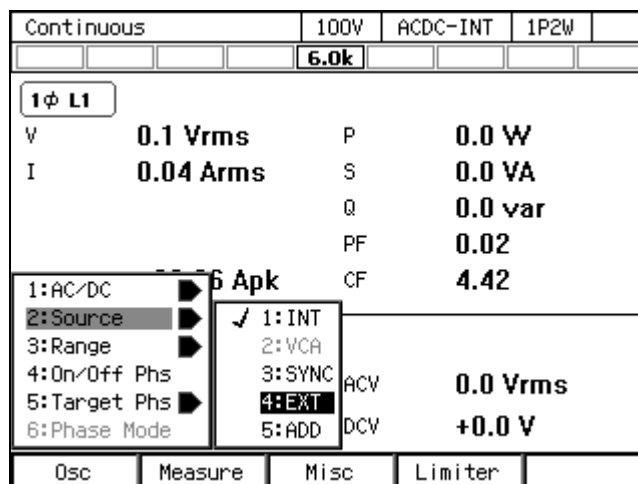 Continuous 100V ACDC-INT 1P2W
6.0k
1ϕ L1
V 0.1 Vrms P 0.0 W
I 0.04 Arms S 0.0 VA
Q 0.0 var
PF 0.02
6 Apk CF 4.42
1:AC/DC
2:Source
3:Range
4:On/Off Phs
5:Target Phs
6:Phase Mode
✓ 1:INT
2:VCA
3:SYNC
4:EXT
5:ADD
ACV 0.0 Vrms
DCV +0.0 V
Osc Measure Misc Limiter